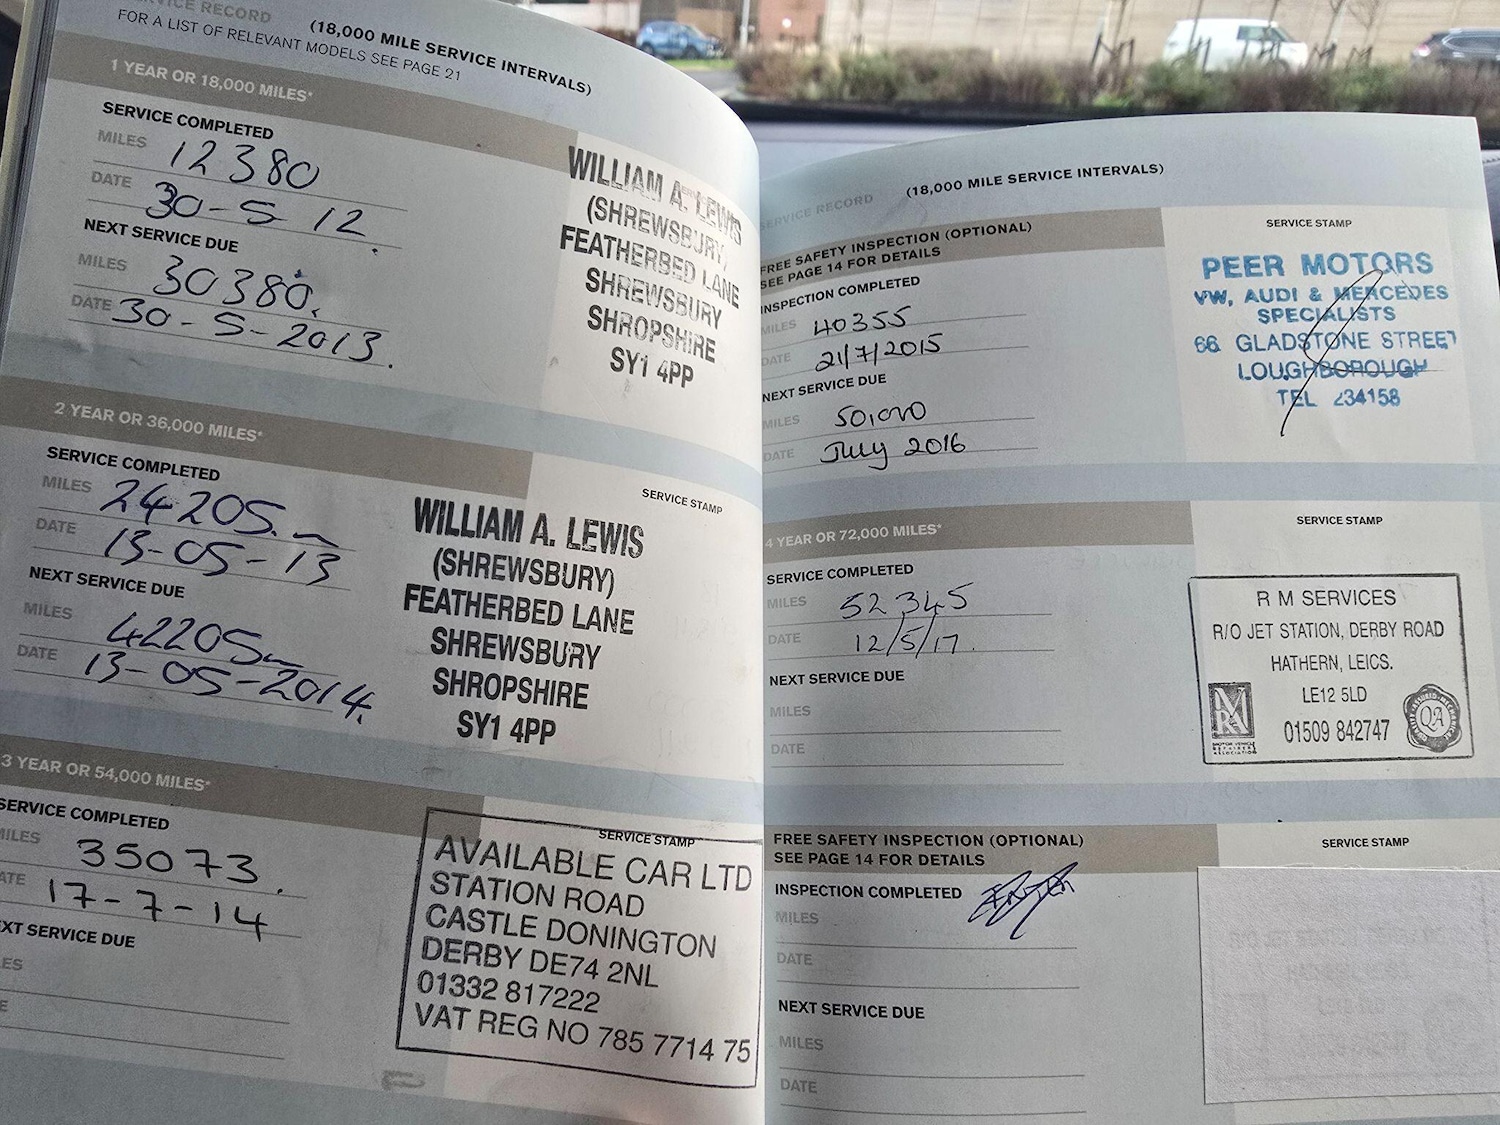 SERVICE RECORD (18,000 MILE SERVICE INTERVALS)
FOR A LIST OF RELEVANT MODELS SEE PAGE 21
1 YEAR OR 18,000 MILES*
SERVICE COMPLETED
MILES 12380
DATE 30-5-12.
NEXT SERVICE DUE
MILES 30380.
DATE 30-5-2013.
WILLIAM A. LEWIS
(SHREWSBURY)
FEATHERBED LANE
SHREWSBURY
SHROPSHIRE
SY1 4PP
2 YEAR OR 36,000 MILES*
SERVICE COMPLETED
MILES 24205.
DATE 13-05-13
NEXT SERVICE DUE
MILES 42205
DATE 13-05-2014.
SERVICE STAMP
WILLIAM A. LEWIS
(SHREWSBURY)
FEATHERBED LANE
SHREWSBURY
SHROPSHIRE
SY1 4PP
3 YEAR OR 54,000 MILES*
SERVICE COMPLETED
MILES 35073.
DATE 17-7-14
NEXT SERVICE DUE
MILES
DATE
SERVICE STAMP
AVAILABLE CAR LTD
STATION ROAD
CASTLE DONINGTON
DERBY DE74 2NL
01332 817222
VAT REG NO 785 7714 75
SERVICE RECORD (18,000 MILE SERVICE INTERVALS)
FREE SAFETY INSPECTION (OPTIONAL)
SEE PAGE 14 FOR DETAILS
INSPECTION COMPLETED
MILES 40355
DATE 21/7/2015
NEXT SERVICE DUE
MILES 50,000
DATE July 2016
SERVICE STAMP
PEER MOTORS
VW, AUDI & MERCEDES
SPECIALISTS
66 GLADSTONE STREET
LOUGHBOROUGH
TEL 234158
4 YEAR OR 72,000 MILES*
SERVICE COMPLETED
MILES 52345
DATE 12/5/17.
NEXT SERVICE DUE
MILES
DATE
SERVICE STAMP
R M SERVICES
R/O JET STATION, DERBY ROAD
HATHERN, LEICS.
LE12 5LD
01509 842747
MOTOR VEHICLE
REPAIRERS
ASSOCIATION
QA
FREE SAFETY INSPECTION (OPTIONAL)
SEE PAGE 14 FOR DETAILS
INSPECTION COMPLETED
MILES
DATE
NEXT SERVICE DUE
MILES
DATE
SERVICE STAMP